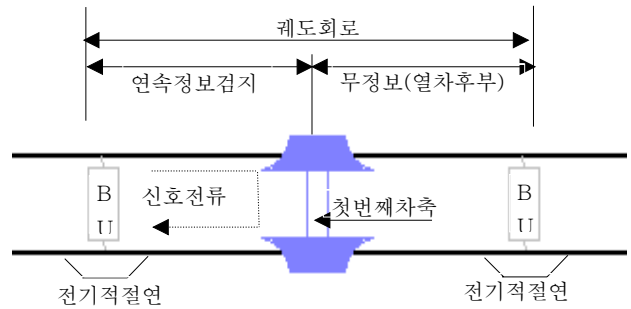 궤도회로
연속정보검지
무정보(열차후부)
B
U
신호전류
첫번째차축
B
U
전기적절연
전기적절연